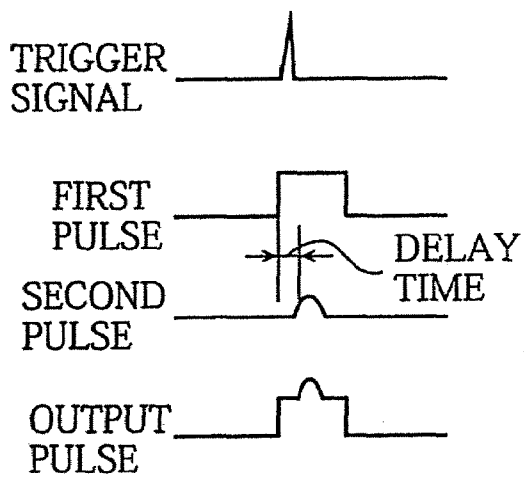 TRIGGER
SIGNAL
FIRST
PULSE
DELAY
TIME
SECOND
PULSE
OUTPUT
PULSE